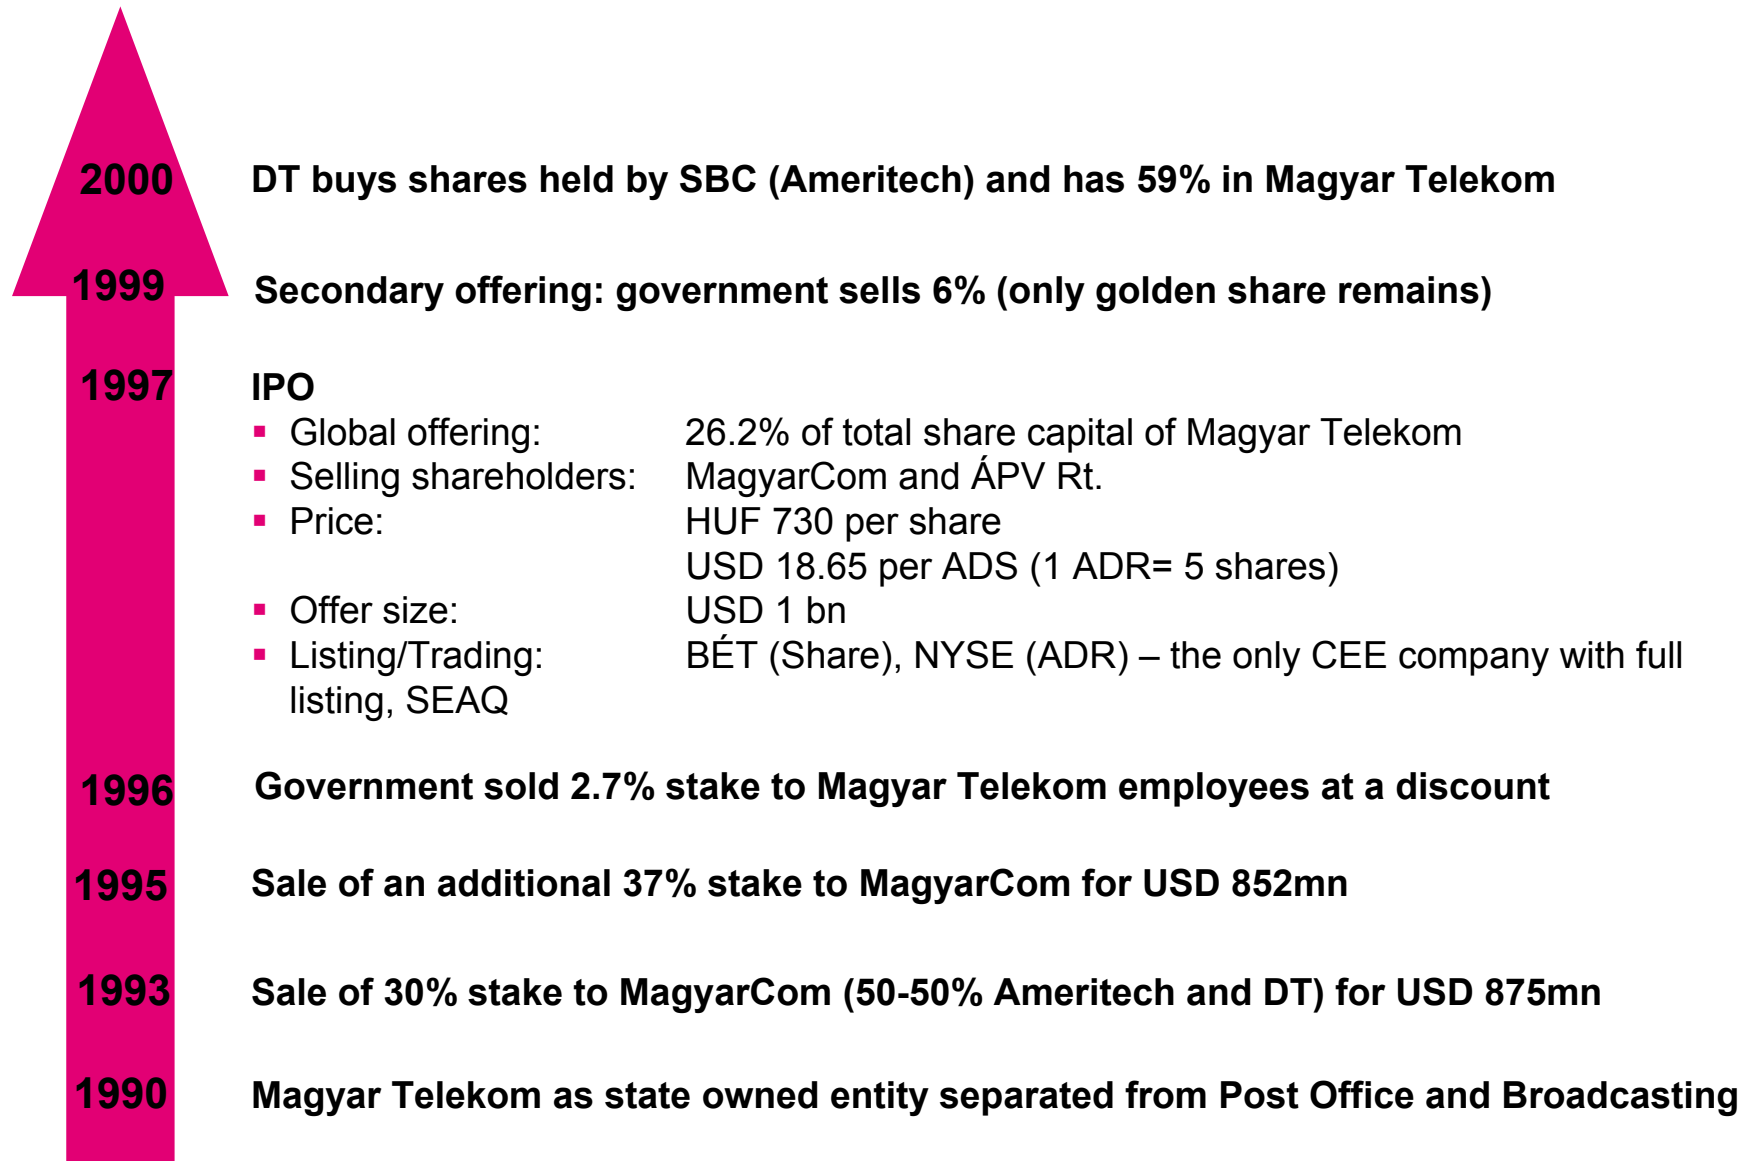 2000 DT buys shares held by SBC (Ameritech) and has 59% in Magyar Telekom
1999 Secondary offering: government sells 6% (only golden share remains)
1997 IPO
▪ Global offering: 26.2% of total share capital of Magyar Telekom
▪ Selling shareholders: MagyarCom and ÁPV Rt.
▪ Price: HUF 730 per share
USD 18.65 per ADS (1 ADR= 5 shares)
▪ Offer size: USD 1 bn
▪ Listing/Trading: BÉT (Share), NYSE (ADR) – the only CEE company with full
listing, SEAQ
1996 Government sold 2.7% stake to Magyar Telekom employees at a discount
1995 Sale of an additional 37% stake to MagyarCom for USD 852mn
1993 Sale of 30% stake to MagyarCom (50-50% Ameritech and DT) for USD 875mn
1990 Magyar Telekom as state owned entity separated from Post Office and Broadcasting